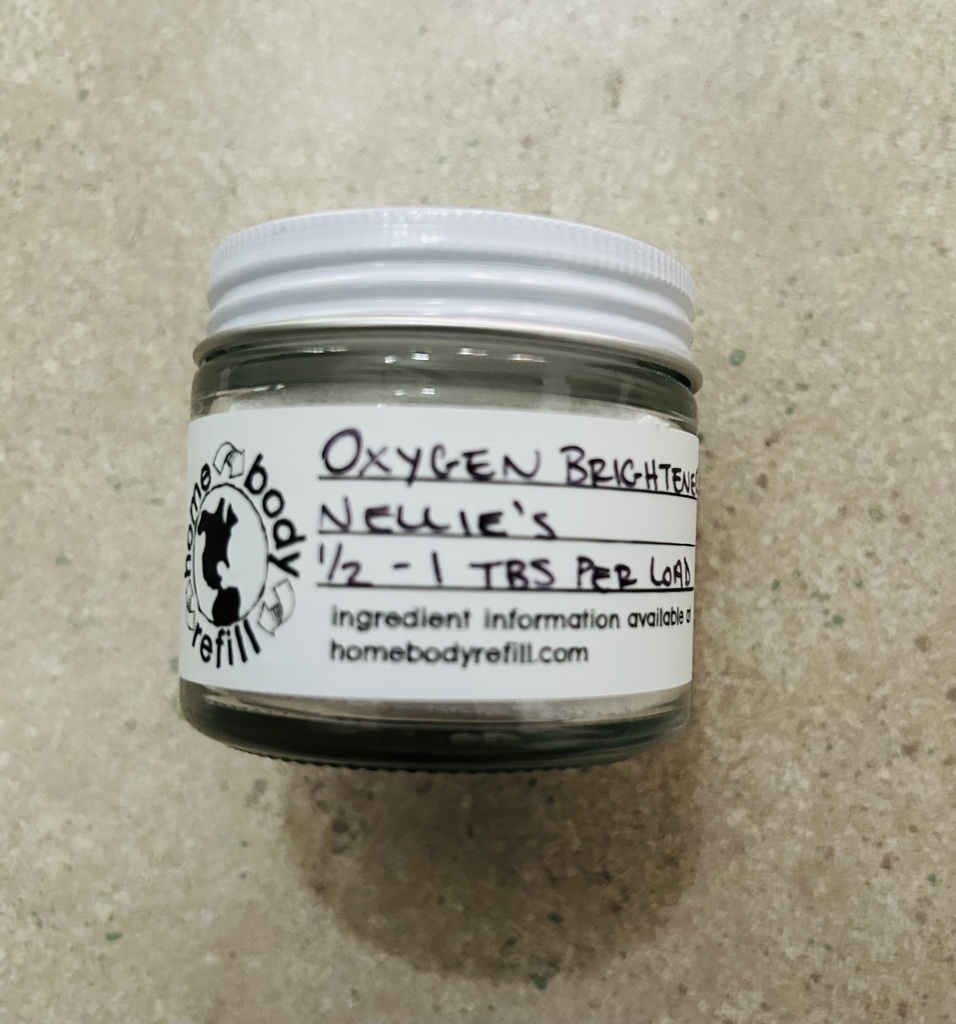 home body refill
OXYGEN BRIGHTENE
NELLIE'S
1/2 - 1 TBS PER LOAD
ingredient information available a
homebodyrefill.com